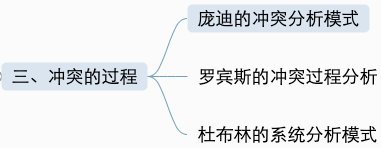 庞迪的冲突分析模式
三、冲突的过程
罗宾斯的冲突过程分析
杜布林的系统分析模式